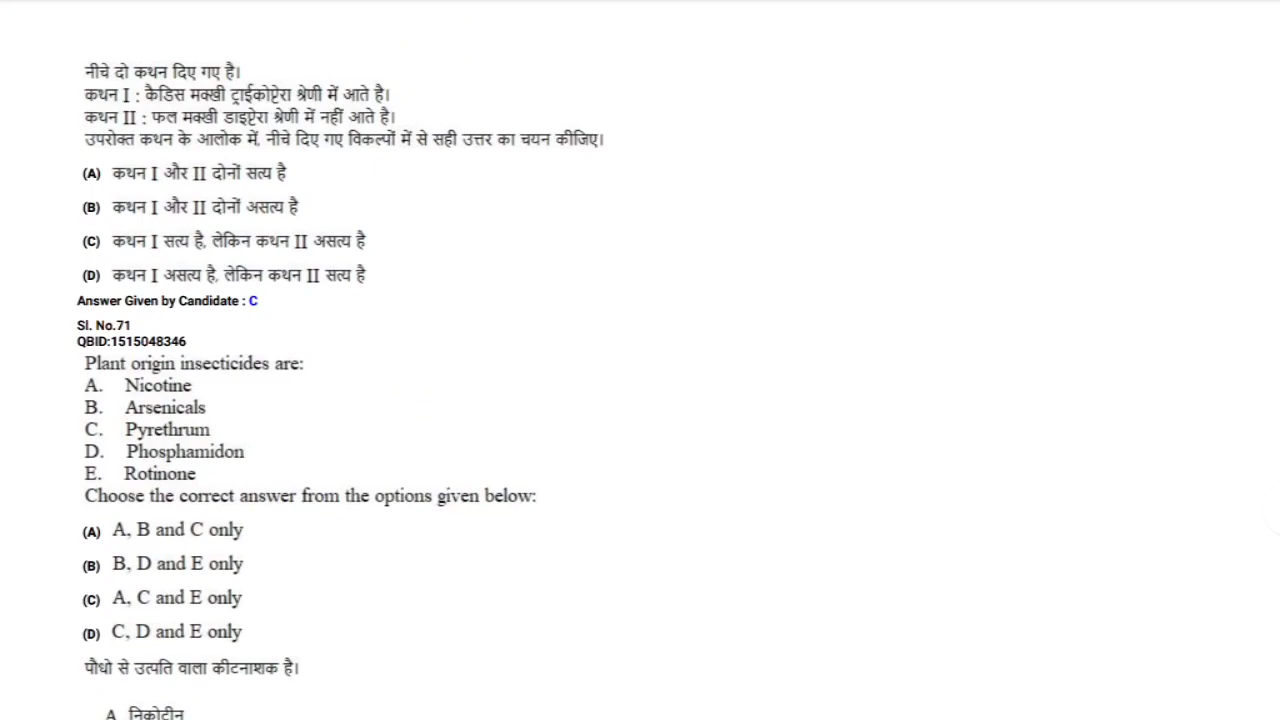 नीचे दो कथन दिए गए है।
कथन I : कैडिस मक्खी ट्राईकोप्टेरा श्रेणी में आते है।
कथन II : फल मक्खी डाइप्टेरा श्रेणी में नहीं आते है।
उपरोक्त कथन के आलोक में, नीचे दिए गए विकल्पों में से सही उत्तर का चयन कीजिए।
(A) कथन I और II दोनों सत्य है
(B) कथन I और II दोनों असत्य है
(C) कथन I सत्य है, लेकिन कथन II असत्य है
(D) कथन I असत्य है, लेकिन कथन II सत्य है
Answer Given by Candidate : C
Sl. No.71
QBID:1515048346
Plant origin insecticides are:
A. Nicotine
B. Arsenicals
C. Pyrethrum
D. Phosphamidon
E. Rotinone
Choose the correct answer from the options given below:
(A) A, B and C only
(B) B, D and E only
(C) A, C and E only
(D) C, D and E only
पौधो से उत्पति वाला कीटनाशक है।
A. निकोटीन